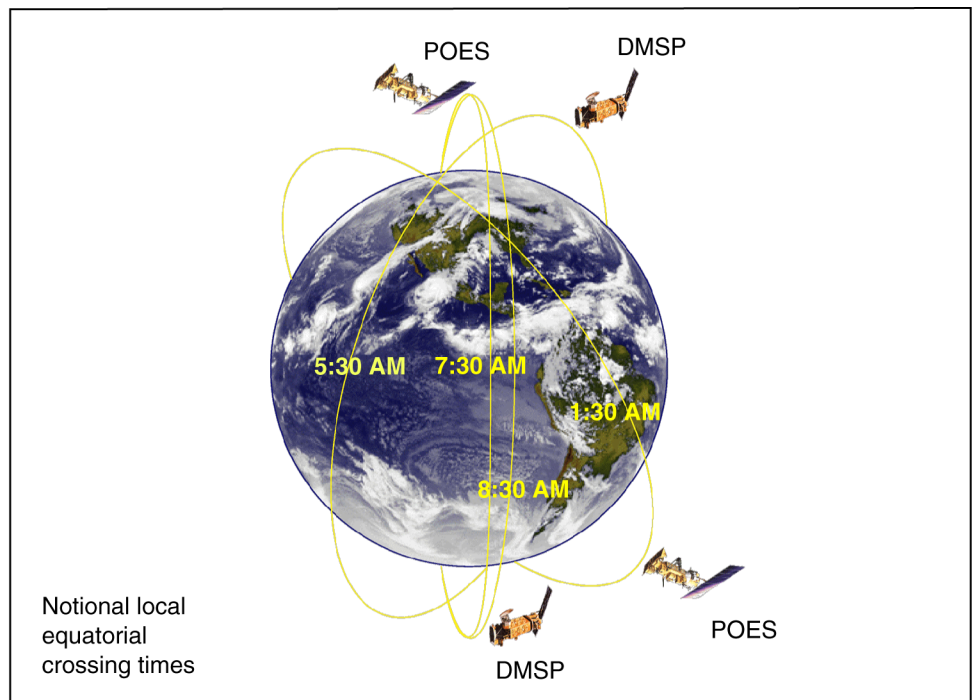 POES
DMSP
5:30 AM
7:30 AM
1:30 AM
8:30 AM
Notional local
equatorial
crossing times
DMSP
POES